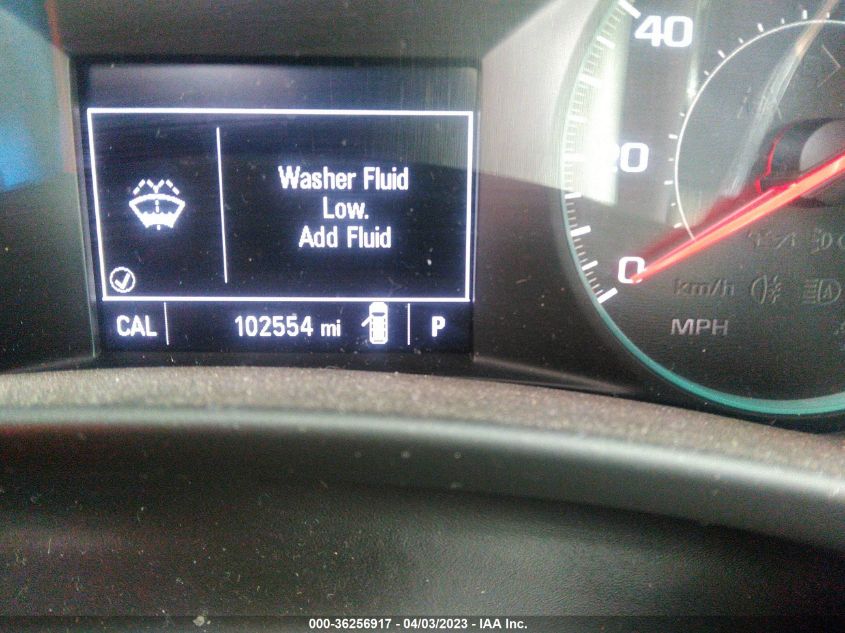 40
20
0
Washer Fluid
Low.
Add Fluid
CAL
102554 mi
P
km/h
MPH
000-36256917 - 04/03/2023 - IAA Inc.